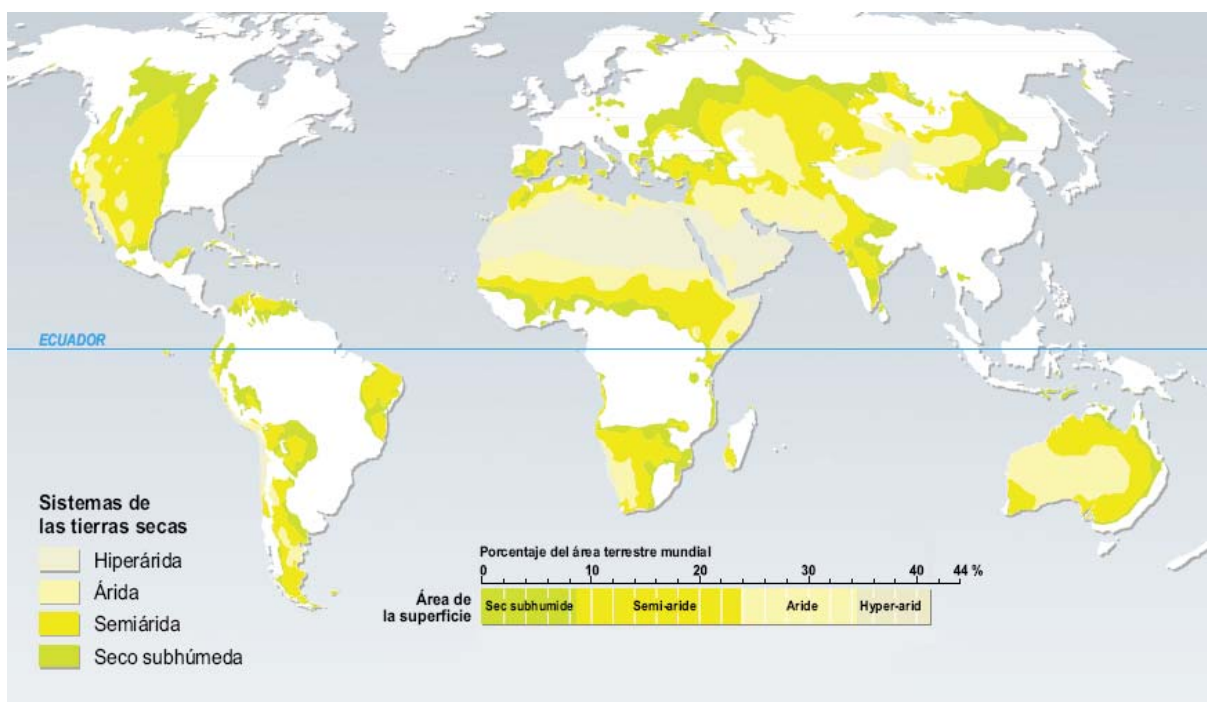 ECUADOR
Sistemas de
las tierras secas
Hiperárida
Árida
Semiárida
Seco subhúmeda
Porcentaje del área terrestre mundial
0 10 20 30 40 44 %
Área de
la superficie
Sec subhumide Semi-aride Aride Hyper-arid